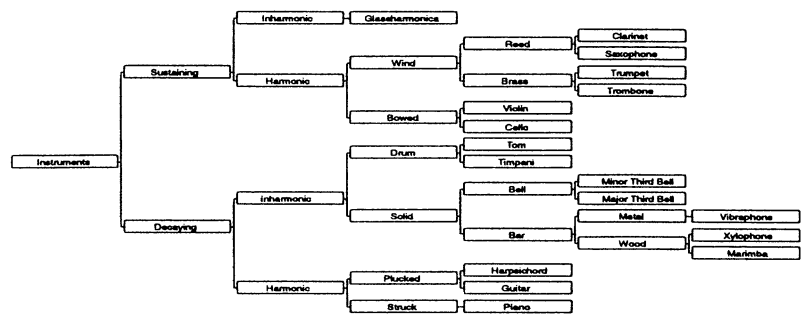 Instruments
Sustaining
Inharmonic
Glassharmonica
Harmonic
Wind
Reed
Clarinet
Saxophone
Brass
Trumpet
Trombone
Bowed
Violin
Cello
Decaying
Inharmonic
Drum
Tom
Timpani
Solid
Bell
Minor Third Bell
Major Third Bell
Bar
Metal
Vibraphone
Wood
Xylophone
Marimba
Harmonic
Plucked
Harpsichord
Guitar
Struck
Piano